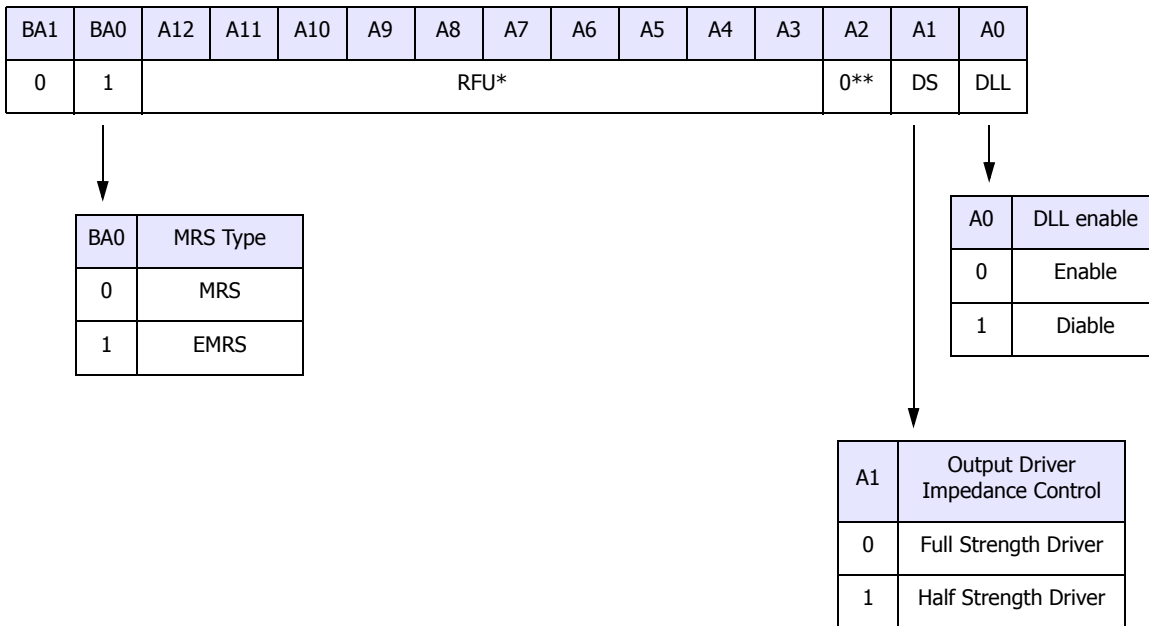 BA1 BA0 A12 A11 A10 A9 A8 A7 A6 A5 A4 A3 A2 A1 A0
0 1 RFU* 0** DS DLL
BA0 MRS Type
0 MRS
1 EMRS
A0 DLL enable
0 Enable
1 Diable
A1 Output Driver
Impedance Control
0 Full Strength Driver
1 Half Strength Driver